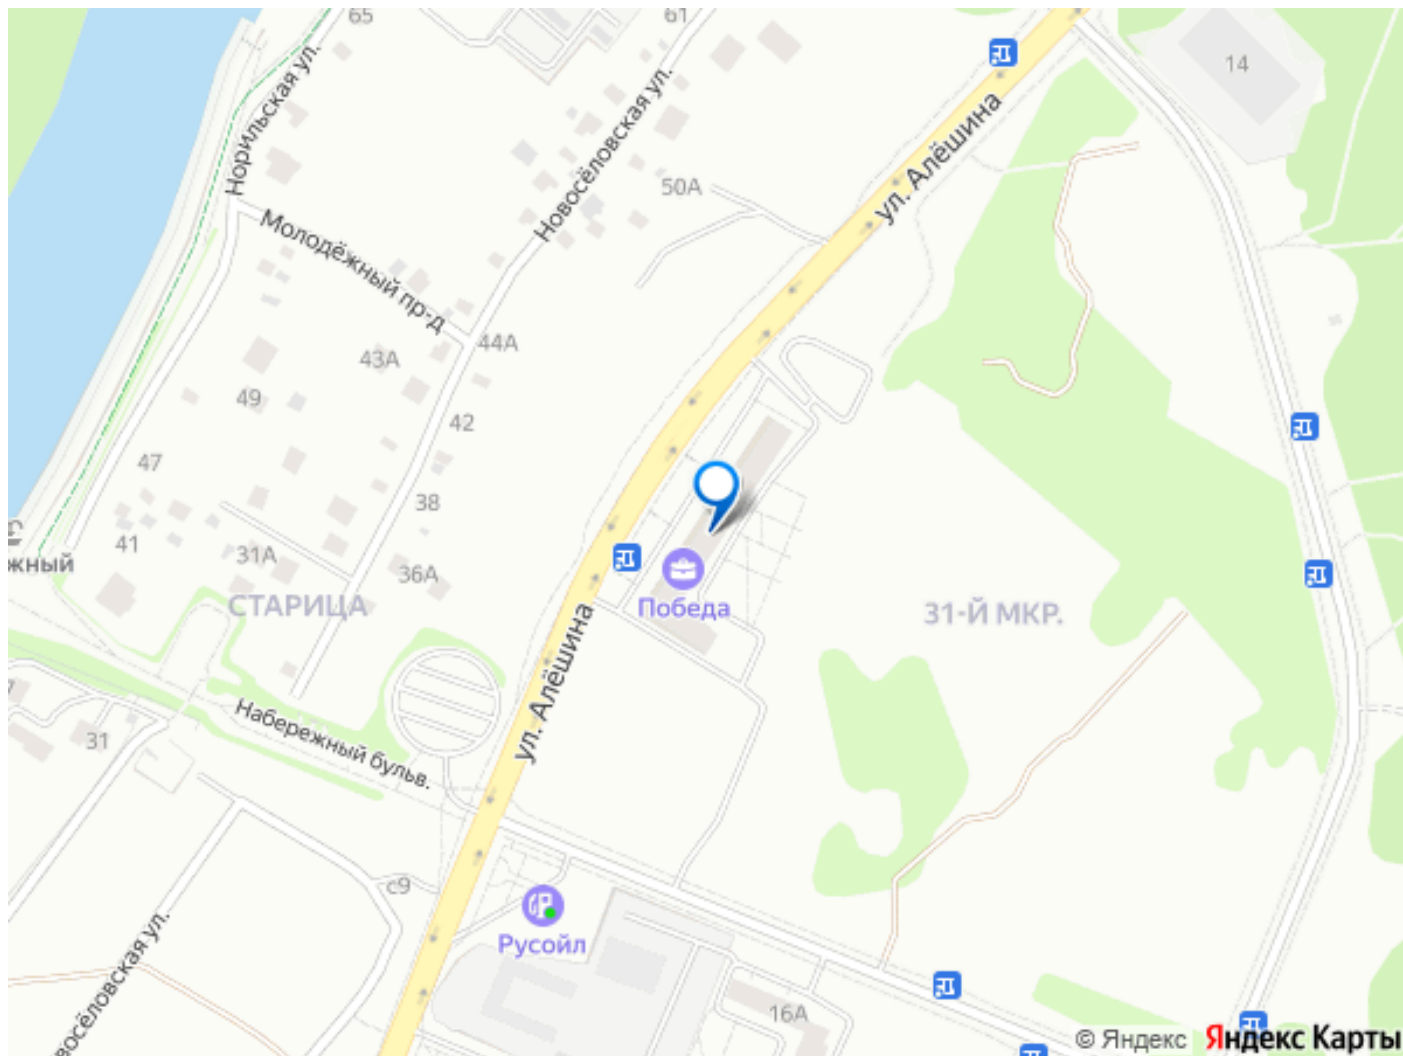 65
61
14
Норильская ул.
Новосёловская ул.
ул. Алёшина
50А
Молодёжный пр-д
44А
43А
49
42
47
38
41
31А
36А
жный
СТАРИЦА
Победа
31-Й МКР.
ул. Алёшина
Набережный бульв.
31
с9
Русойл
восёловская ул.
16А
© Яндекс Яндекс Карты